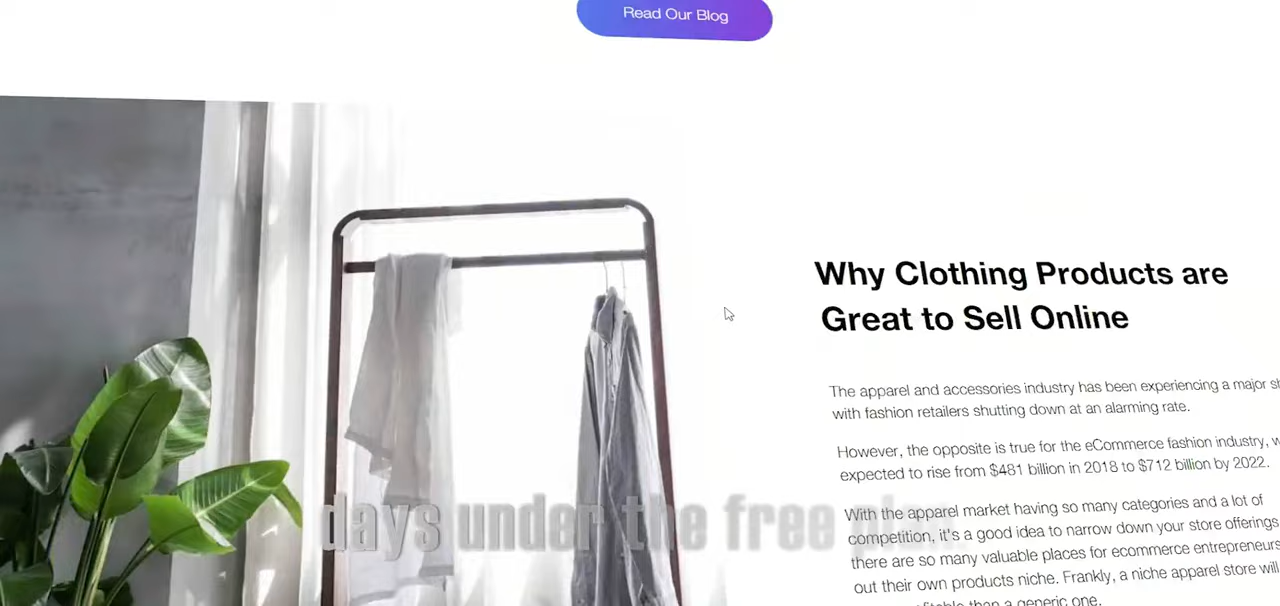 Read Our Blog
Why Clothing Products are
Great to Sell Online
The apparel and accessories industry has been experiencing a major
with fashion retailers shutting down at an alarming rate.
However, the opposite is true for the eCommerce fashion industry,
expected to rise from $481 billion in 2018 to $712 billion by 2022.
With the apparel market having so many categories and a lot of
competition, it's a good idea to narrow down your store offerings
there are so many valuable places for ecommerce entrepreneurs
out their own products niche. Frankly, a niche apparel store will
than a generic one.
days under the free plan